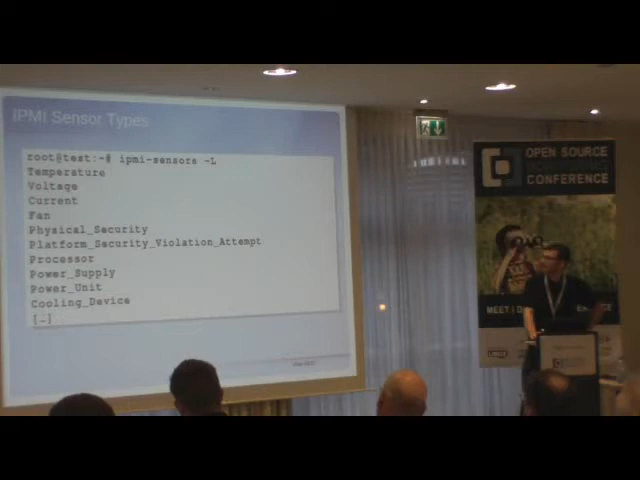 IPMI Sensor Types
root@test:~# ipmi-sensors -L
Temperature
Voltage
Current
Fan
Physical_Security
Platform_Security_Violation_Attempt
Processor
Power_Supply
Power_Unit
Cooling_Device
[…]
OPEN SOURCE
CONFERENCE
MEET